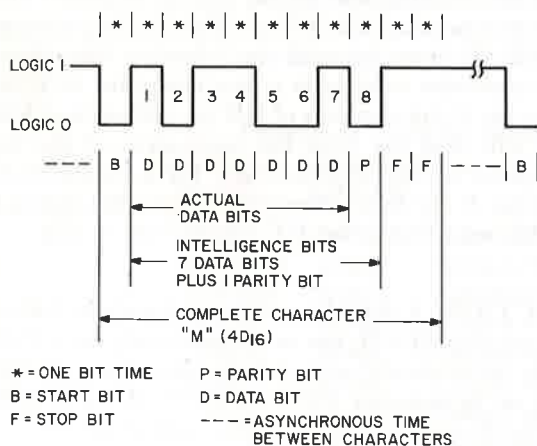 | * | * | * | * | * | * | * | * | * | * | * |
LOGIC 1
1 2 3 4 5 6 7 8
LOGIC 0
---- | B | D | D | D | D | D | D | D | P | F | F | ---- | B |
ACTUAL
DATA BITS
INTELLIGENCE BITS
7 DATA BITS
PLUS 1 PARITY BIT
COMPLETE CHARACTER
"M" (4D16)
* = ONE BIT TIME
B = START BIT
F = STOP BIT
P = PARITY BIT
D = DATA BIT
--- = ASYNCHRONOUS TIME
BETWEEN CHARACTERS